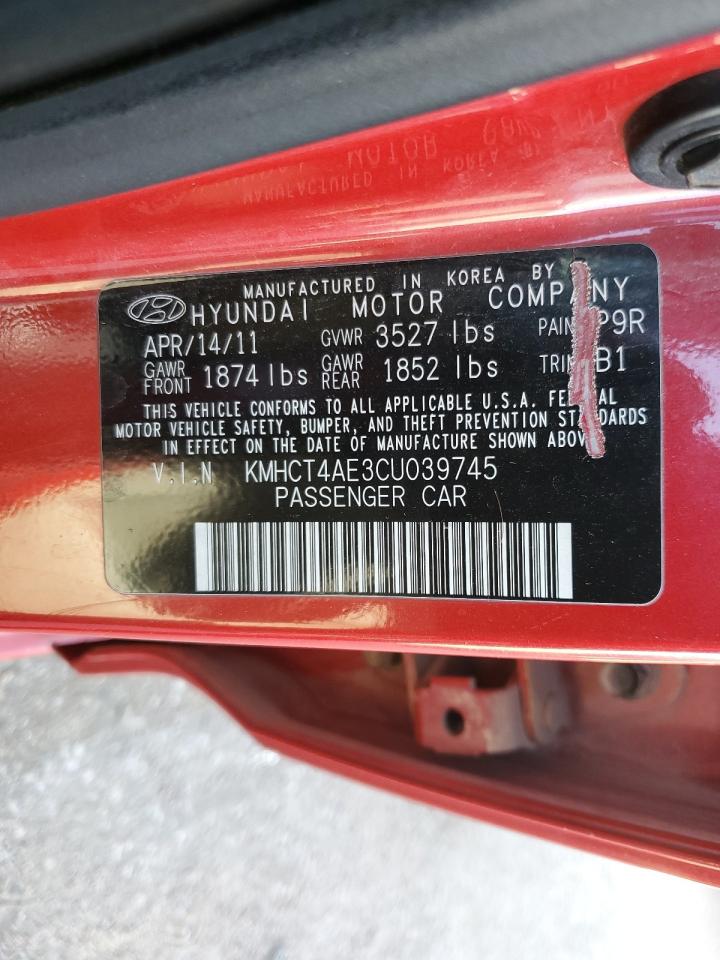 MANUFACTURED IN KOREA BY
HYUNDAI MOTOR COMPANY
APR/14/11 GVWR 3527 lbs PAINT P9R
GAWR FRONT 1874 lbs GAWR REAR 1852 lbs TRIM B1
THIS VEHICLE CONFORMS TO ALL APPLICABLE U.S.A. FEDERAL
MOTOR VEHICLE SAFETY, BUMPER, AND THEFT PREVENTION STANDARDS
IN EFFECT ON THE DATE OF MANUFACTURE SHOWN ABOVE
V.I.N KMHCT4AE3CU039745
PASSENGER CAR